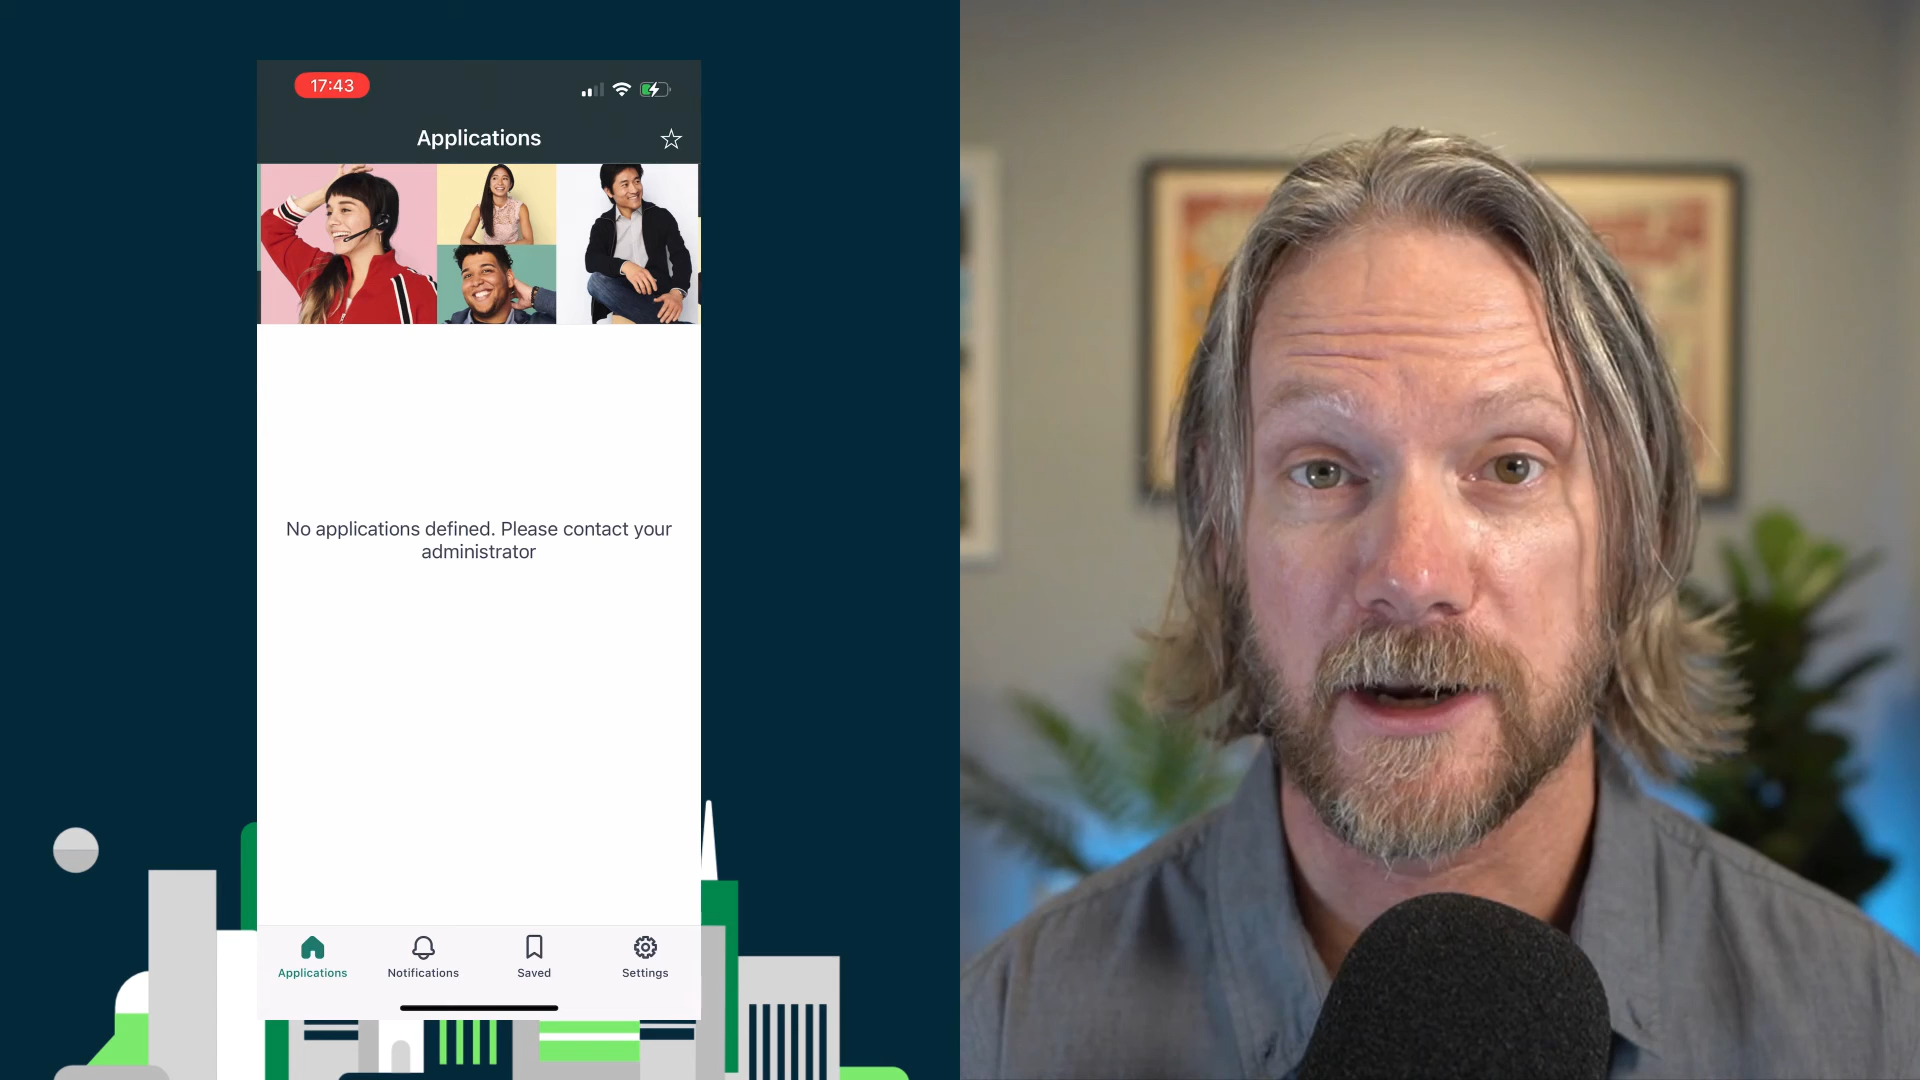 17:43
Applications
No applications defined. Please contact your
administrator
Applications
Notifications
Saved
Settings